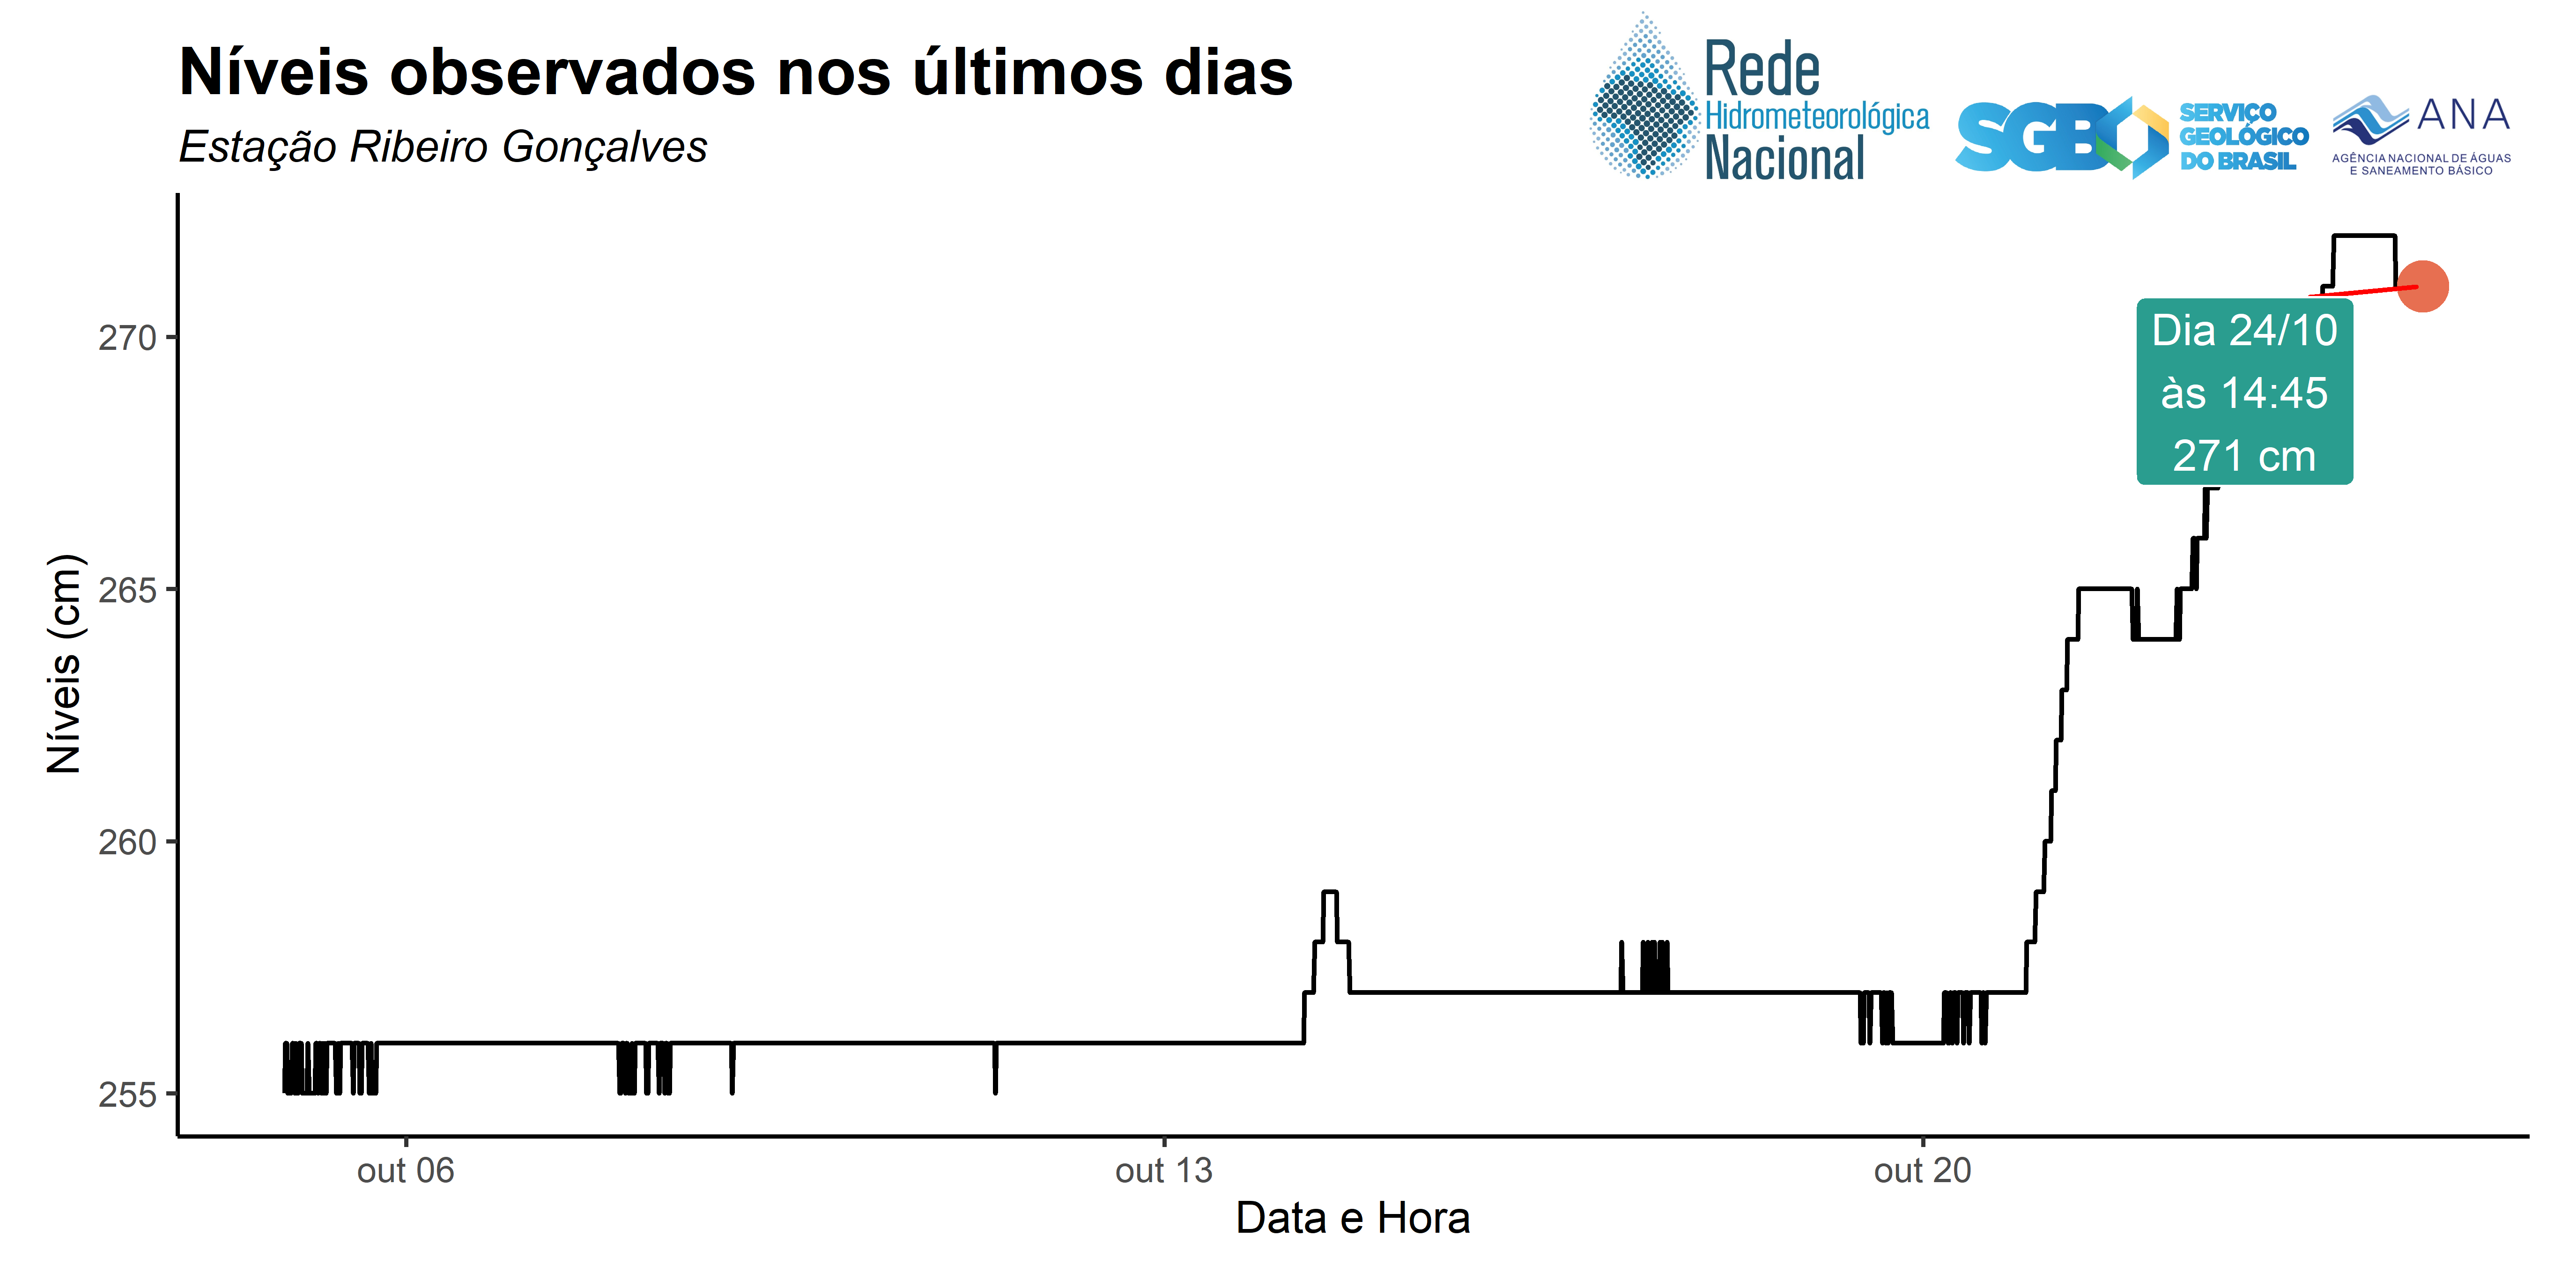 Níveis observados nos últimos dias
Estação Ribeiro Gonçalves
Rede
Hidrometeorológica
Nacional
SGB
SERVIÇO
GEOLÓGICO
DO BRASIL
ANA
AGÊNCIA NACIONAL DE ÁGUAS
E SANEAMENTO BÁSICO
Níveis (cm)
270
265
260
255
Dia 24/10
às 14:45
271 cm
out 06
out 13
out 20
Data e Hora